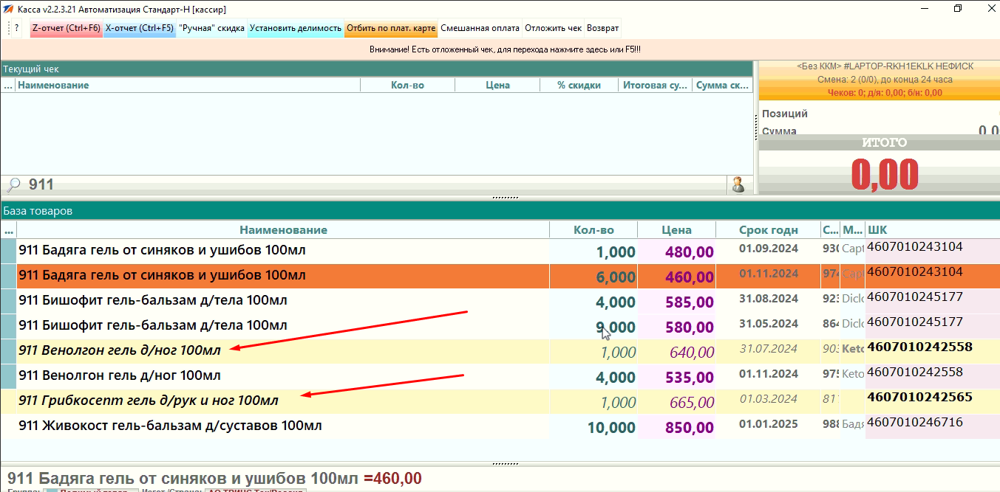 Касса v2.2.3.21 Автоматизация Стандарт-Н [кассир]
? Z-отчет (Ctrl+F6) X-отчет (Ctrl+F5) "Ручная" скидка Установить делимость Отбить по плат. карте Смешанная оплата Отложить чек Возврат
Внимание! Есть отложенный чек, для перехода нажмите здесь или F5!!!
Текущий чек
... Наименование Кол-во Цена % скидки Итоговая су... Сумма ск...
<Без ККМ> #LAPTOP-RKH1EKLK НЕФИСК
Смена: 2 (0/0), до конца 24 часа
Чеков: 0; д/я: 0,00; б/н: 0,00
Позиций
Сумма 0,0
ИТОГО
0,00
911
База товаров
... Наименование Кол-во Цена Срок годн С... М... ШК
911 Бадяга гель от синяков и ушибов 100мл 1,000 480,00 01.09.2024 930 Capt 4607010243104
911 Бадяга гель от синяков и ушибов 100мл 6,000 460,00 01.11.2024 974 Capt 4607010243104
911 Бишофит гель-бальзам д/тела 100мл 4,000 585,00 31.08.2024 923 Diclo 4607010245177
911 Бишофит гель-бальзам д/тела 100мл 9,000 580,00 31.05.2024 864 Diclo 4607010245177
911 Венолгон гель д/ног 100мл 1,000 640,00 31.07.2024 903 Keto 4607010242558
911 Венолгон гель д/ног 100мл 4,000 535,00 01.11.2024 975 Keto 4607010242558
911 Грибкосепт гель д/рук и ног 100мл 1,000 665,00 01.03.2024 817 4607010242565
911 Живокост гель-бальзам д/суставов 100мл 10,000 850,00 01.01.2025 988 Бадя 4607010246716
911 Бадяга гель от синяков и ушибов 100мл =460,00